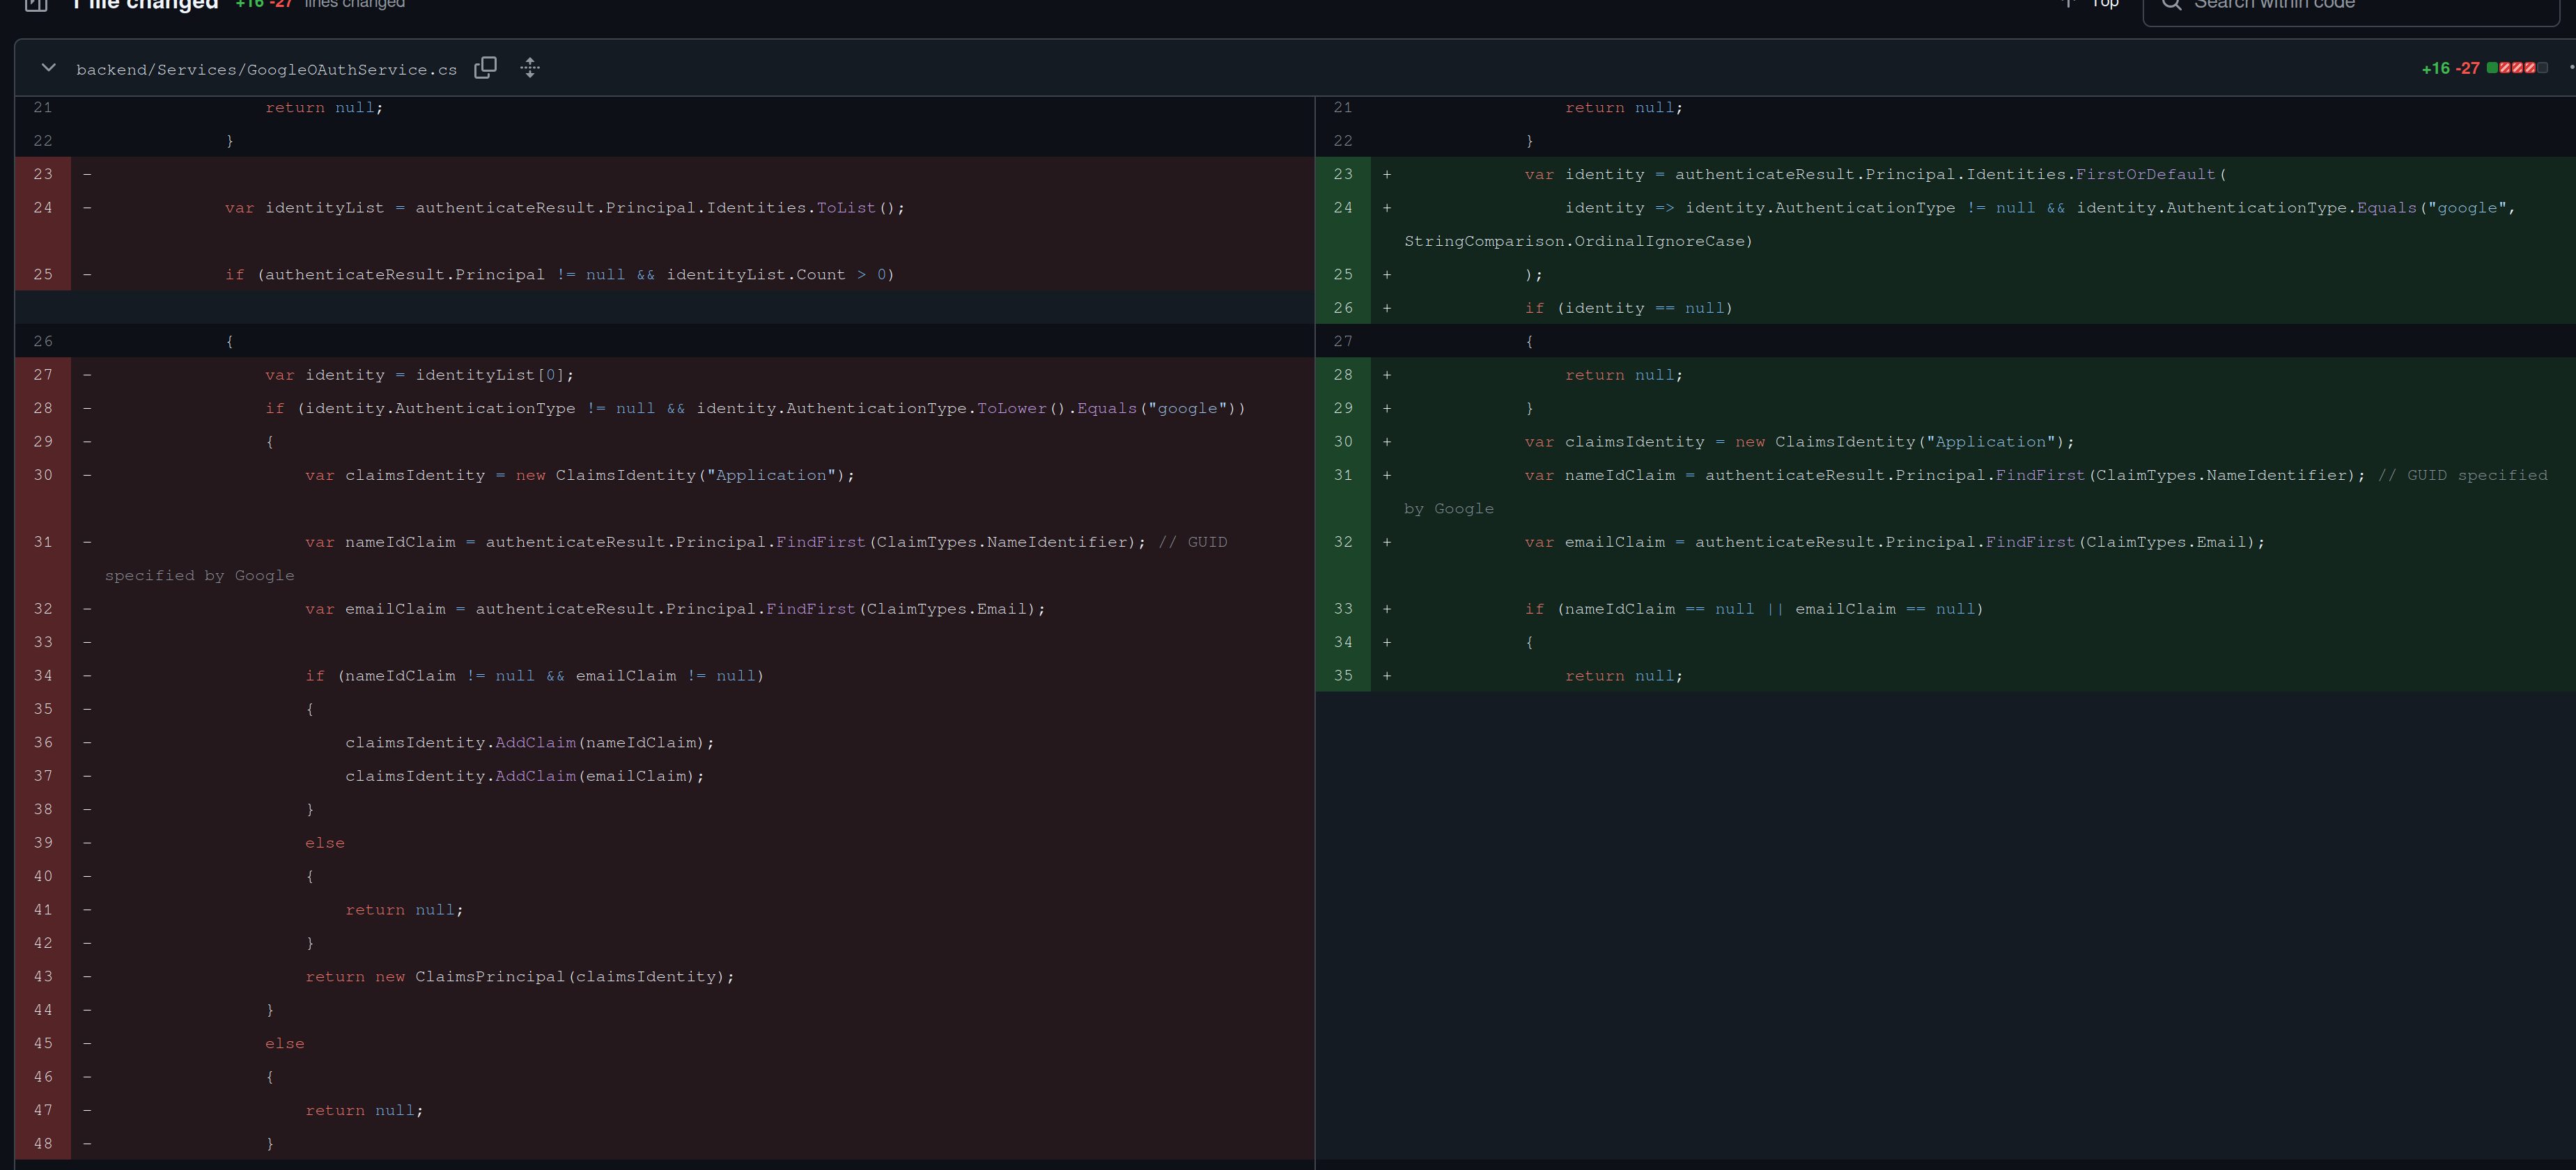 1 file changed +16 -27 lines changed
Top
Search within code
backend/Services/GoogleOAuthService.cs
+16 -27
21 return null;
22 }
23 -
24 - var identityList = authenticateResult.Principal.Identities.ToList();
25 - if (authenticateResult.Principal != null && identityList.Count > 0)
26 {
27 - var identity = identityList[0];
28 - if (identity.AuthenticationType != null && identity.AuthenticationType.ToLower().Equals("google"))
29 - {
30 - var claimsIdentity = new ClaimsIdentity("Application");
31 - var nameIdClaim = authenticateResult.Principal.FindFirst(ClaimTypes.NameIdentifier); // GUID
specified by Google
32 - var emailClaim = authenticateResult.Principal.FindFirst(ClaimTypes.Email);
33 -
34 - if (nameIdClaim != null && emailClaim != null)
35 - {
36 - claimsIdentity.AddClaim(nameIdClaim);
37 - claimsIdentity.AddClaim(emailClaim);
38 - }
39 - else
40 - {
41 - return null;
42 - }
43 - return new ClaimsPrincipal(claimsIdentity);
44 - }
45 - else
46 - {
47 - return null;
48 - }
21 return null;
22 }
23 + var identity = authenticateResult.Principal.Identities.FirstOrDefault(
24 + identity => identity.AuthenticationType != null && identity.AuthenticationType.Equals("google",
StringComparison.OrdinalIgnoreCase)
25 + );
26 + if (identity == null)
27 {
28 + return null;
29 + }
30 + var claimsIdentity = new ClaimsIdentity("Application");
31 + var nameIdClaim = authenticateResult.Principal.FindFirst(ClaimTypes.NameIdentifier); // GUID specified
by Google
32 + var emailClaim = authenticateResult.Principal.FindFirst(ClaimTypes.Email);
33 + if (nameIdClaim == null || emailClaim == null)
34 + {
35 + return null;